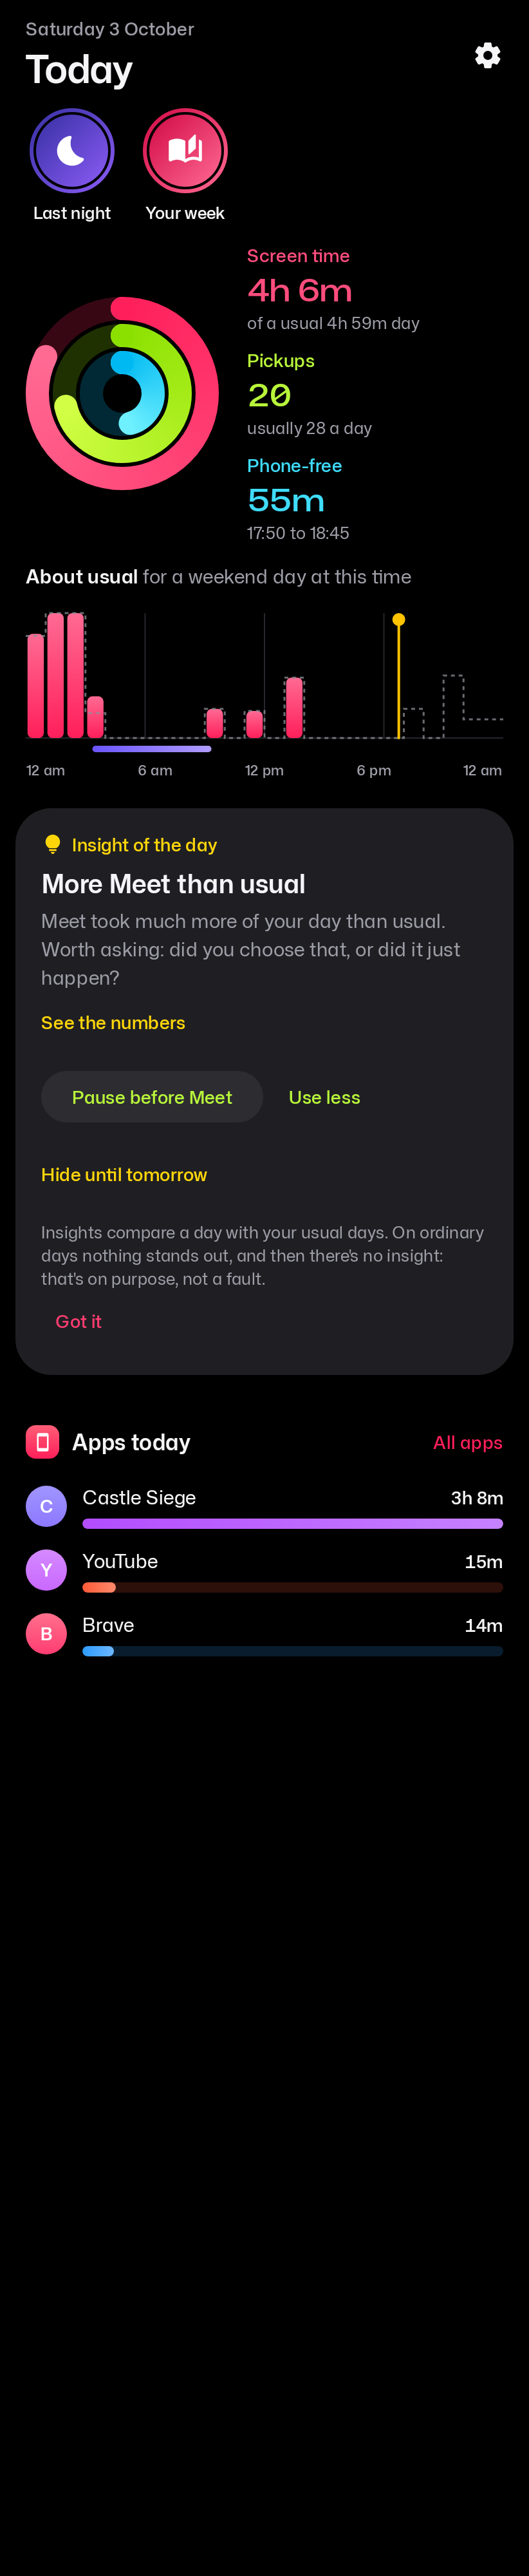 Saturday 3 October
Today
Last night
Your week
Screen time
4h 6m
of a usual 4h 59m day
Pickups
20
usually 28 a day
Phone-free
55m
17:50 to 18:45
About usual for a weekend day at this time
12 am
6 am
12 pm
6 pm
12 am
Insight of the day
More Meet than usual
Meet took much more of your day than usual.
Worth asking: did you choose that, or did it just
happen?
See the numbers
Pause before Meet
Use less
Hide until tomorrow
Insights compare a day with your usual days. On ordinary
days nothing stands out, and then there's no insight:
that's on purpose, not a fault.
Got it
Apps today
All apps
C
Castle Siege
3h 8m
Y
YouTube
15m
B
Brave
14m